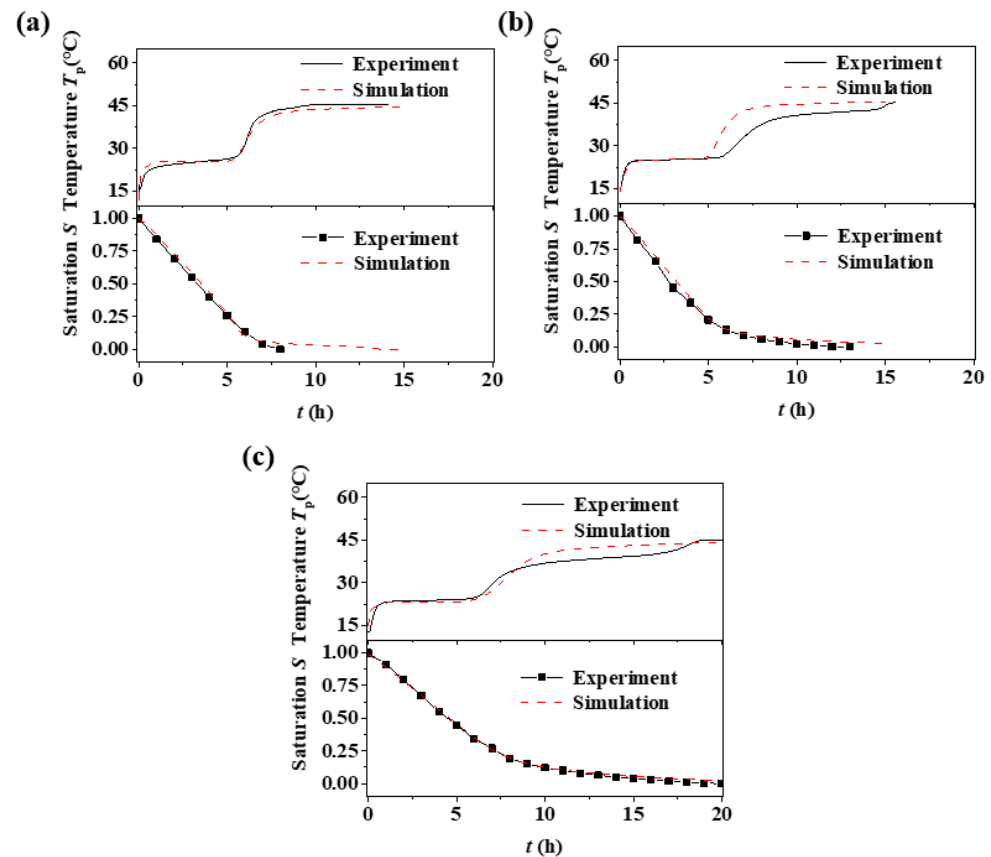 (a)
Temperature Tp(°C)
60
45
30
15
Experiment
Simulation
Saturation S
1.00
0.75
0.50
0.25
0.00
Experiment
Simulation
0 5 10 15 20
t (h)
(b)
Temperature Tp(°C)
60
45
30
15
Experiment
Simulation
Saturation S
1.00
0.75
0.50
0.25
0.00
Experiment
Simulation
0 5 10 15 20
t (h)
(c)
Temperature Tp(°C)
60
45
30
15
Experiment
Simulation
Saturation S
1.00
0.75
0.50
0.25
0.00
Experiment
Simulation
0 5 10 15 20
t (h)